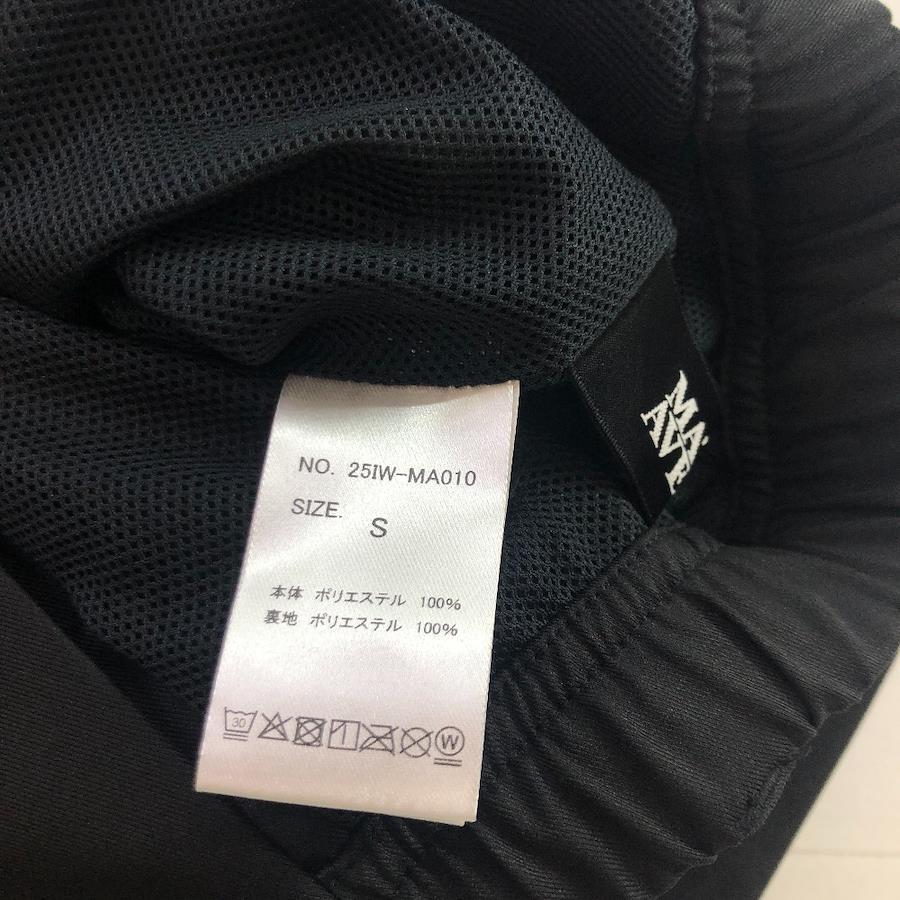 NO. 25IW-MA010
SIZE. S
本体 ポリエステル 100%
裏地 ポリエステル 100%
30
W